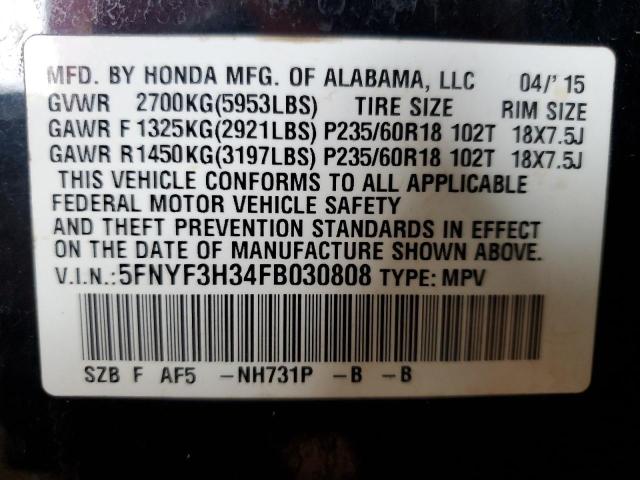 MFD. BY HONDA MFG. OF ALABAMA, LLC 04/' 15
GVWR 2700KG(5953LBS) TIRE SIZE RIM SIZE
GAWR F 1325KG(2921LBS) P235/60R18 102T 18X7.5J
GAWR R1450KG(3197LBS) P235/60R18 102T 18X7.5J
THIS VEHICLE CONFORMS TO ALL APPLICABLE
FEDERAL MOTOR VEHICLE SAFETY
AND THEFT PREVENTION STANDARDS IN EFFECT
ON THE DATE OF MANUFACTURE SHOWN ABOVE.
V.I.N.:5FNYF3H34FB030808 TYPE: MPV
SZB F AF5 -NH731P -B -B